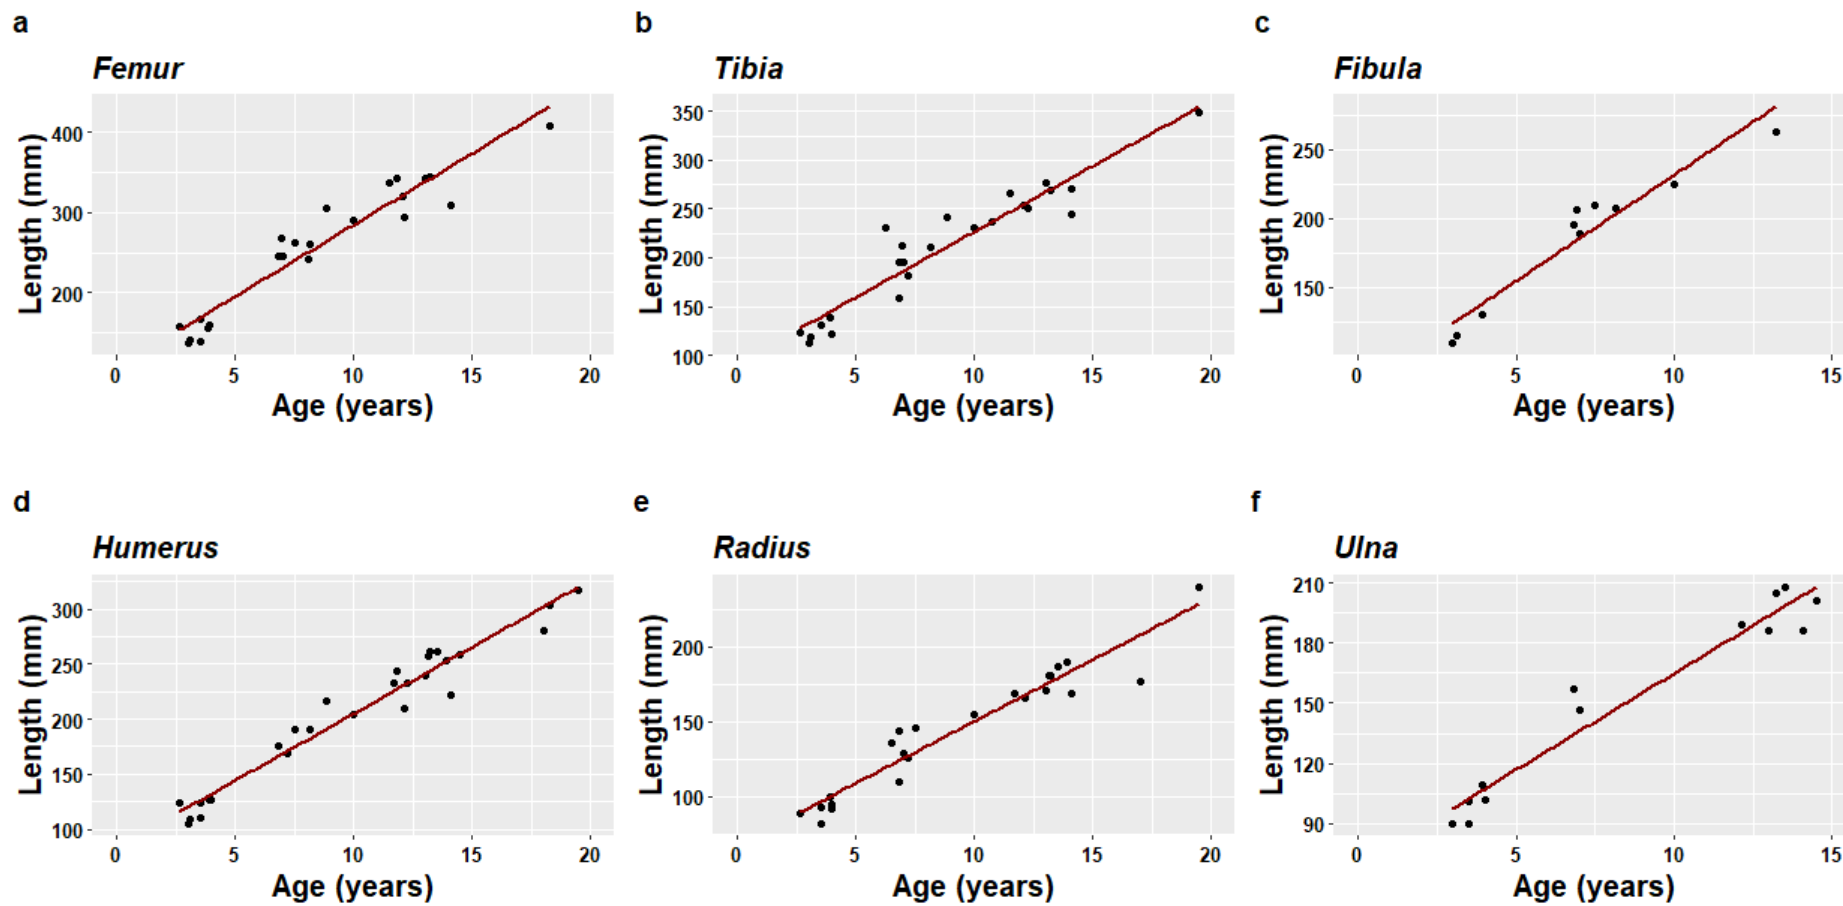 a
Femur
Length (mm)
400
300
200
0 5 10 15 20
Age (years)
b
Tibia
Length (mm)
350
300
250
200
150
100
0 5 10 15 20
Age (years)
c
Fibula
Length (mm)
250
200
150
0 5 10 15
Age (years)
d
Humerus
Length (mm)
300
250
200
150
100
0 5 10 15 20
Age (years)
e
Radius
Length (mm)
200
150
100
0 5 10 15 20
Age (years)
f
Ulna
Length (mm)
210
180
150
120
90
0 5 10 15
Age (years)